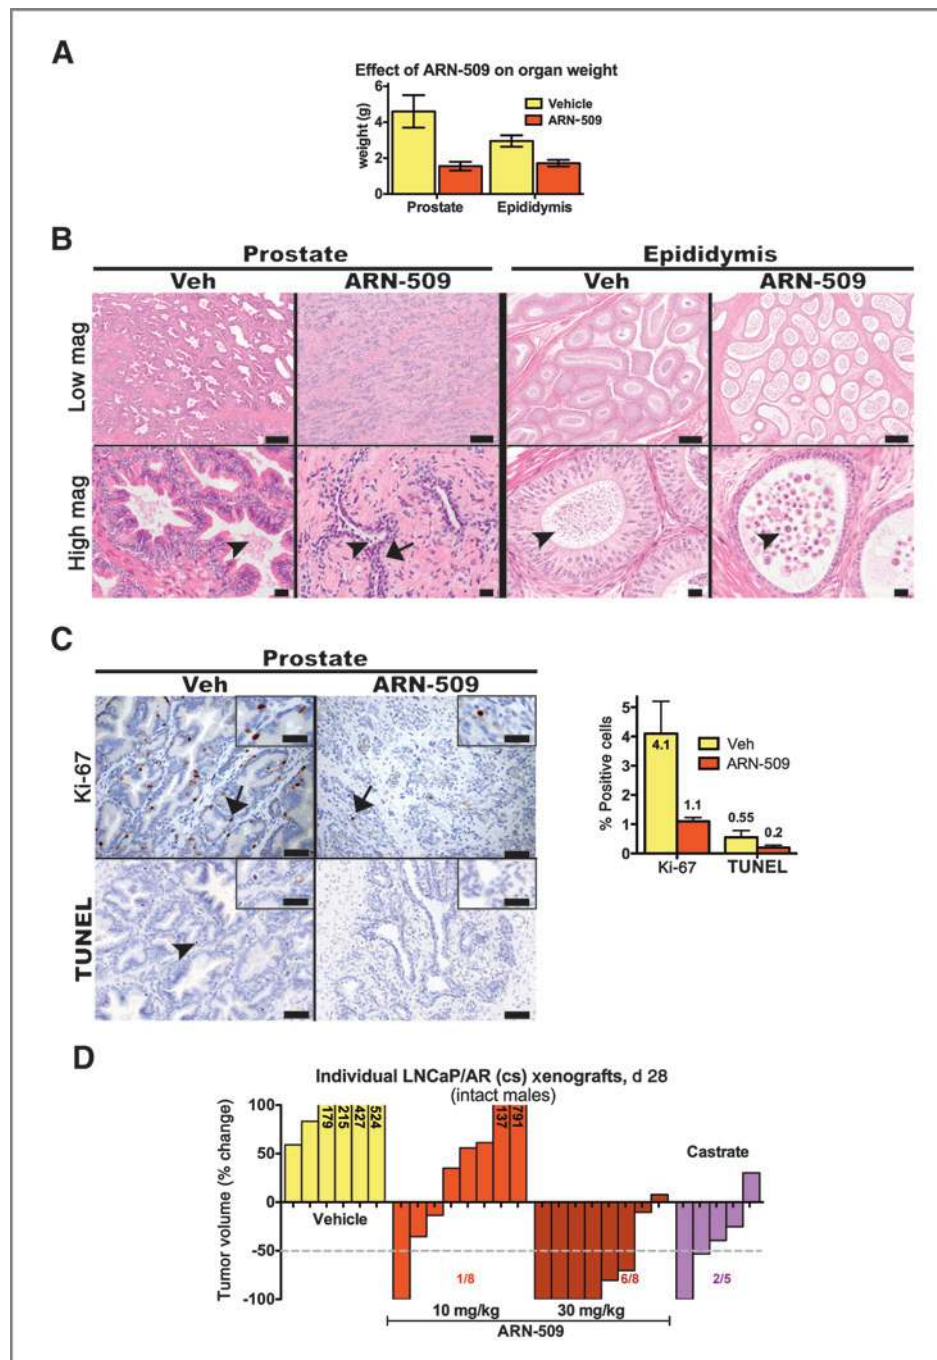 A
Effect of ARN-509 on organ weight
6
4
2
0
weight (g)
Vehicle
ARN-509
Prostate
Epididymis
B
Prostate
Epididymis
Veh
ARN-509
Veh
ARN-509
Low mag
High mag
C
Prostate
Veh
ARN-509
Ki-67
TUNEL
5
4
3
2
1
0
% Positive cells
Veh
ARN-509
4.1
1.1
0.55
0.2
Ki-67
TUNEL
D
Individual LNCaP/AR (cs) xenografts, d 28
(intact males)
100
50
0
-50
-100
Tumor volume (% change)
179
215
427
524
137
791
Vehicle
Castrate
1/8
6/8
2/5
10 mg/kg
30 mg/kg
ARN-509